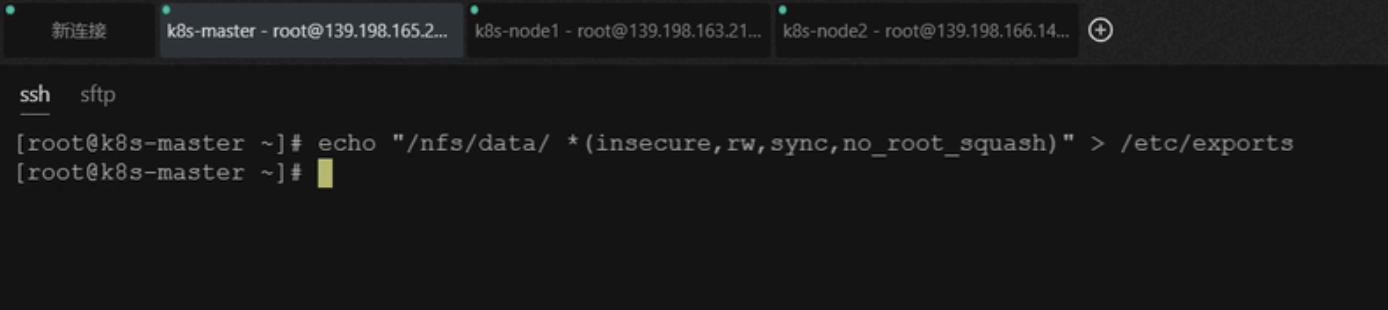 新连接 k8s-master - root@139.198.165.2... k8s-node1 - root@139.198.163.21... k8s-node2 - root@139.198.166.14...
ssh sftp
[root@k8s-master ~]# echo "/nfs/data/ *(insecure,rw,sync,no_root_squash)" > /etc/exports
[root@k8s-master ~]#